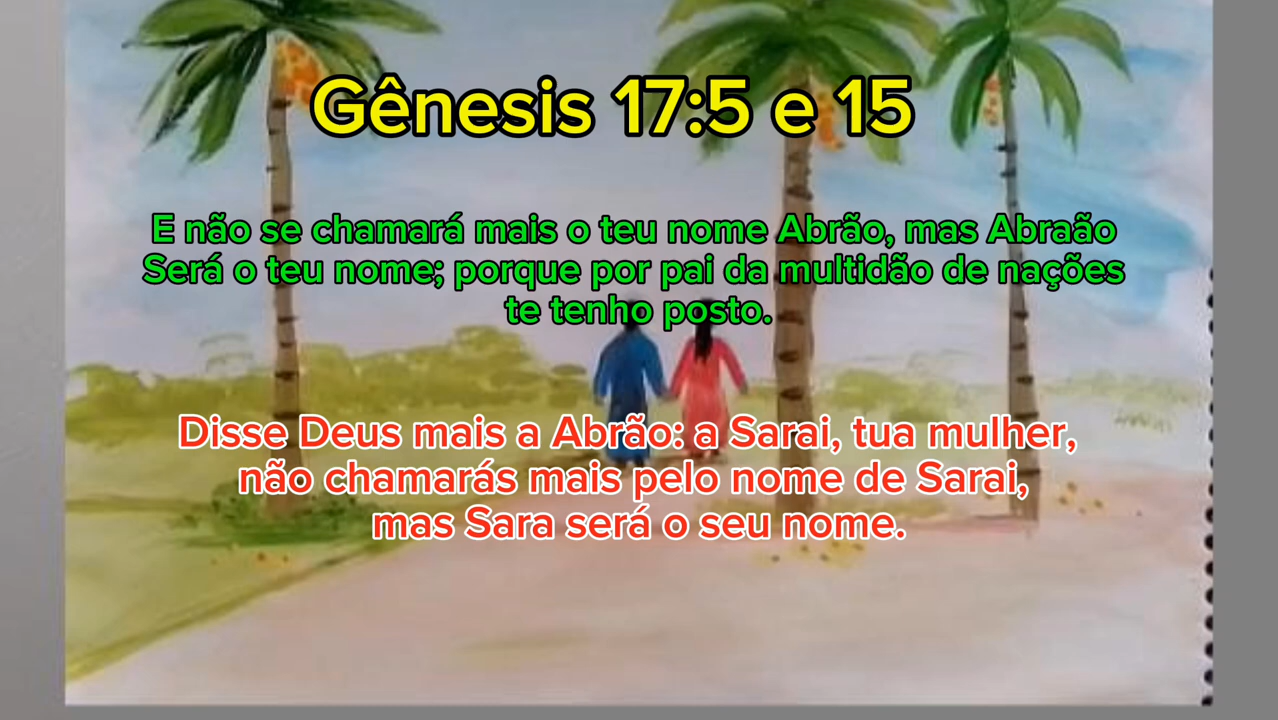 Gênesis 17:5 e 15
E não se chamará mais o teu nome Abrão, mas Abraão
Será o teu nome; porque por pai da multidão de nações
te tenho posto.
Disse Deus mais a Abrão: a Sarai, tua mulher,
não chamarás mais pelo nome de Sarai,
mas Sara será o seu nome.